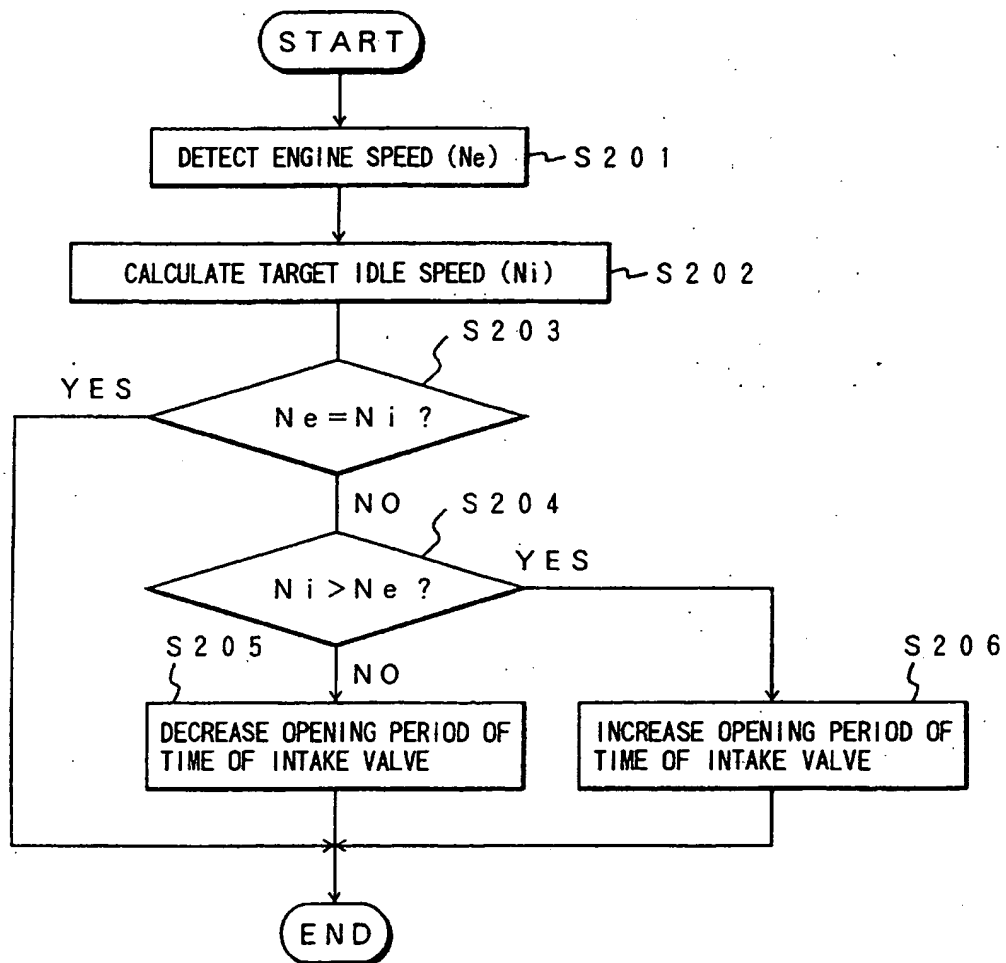 START
DETECT ENGINE SPEED (Ne)
S201
CALCULATE TARGET IDLE SPEED (Ni)
S202
S203
YES
Ne=Ni ?
NO
S204
YES
Ni>Ne ?
S205
NO
S206
DECREASE OPENING PERIOD OF
TIME OF INTAKE VALVE
INCREASE OPENING PERIOD OF
TIME OF INTAKE VALVE
END